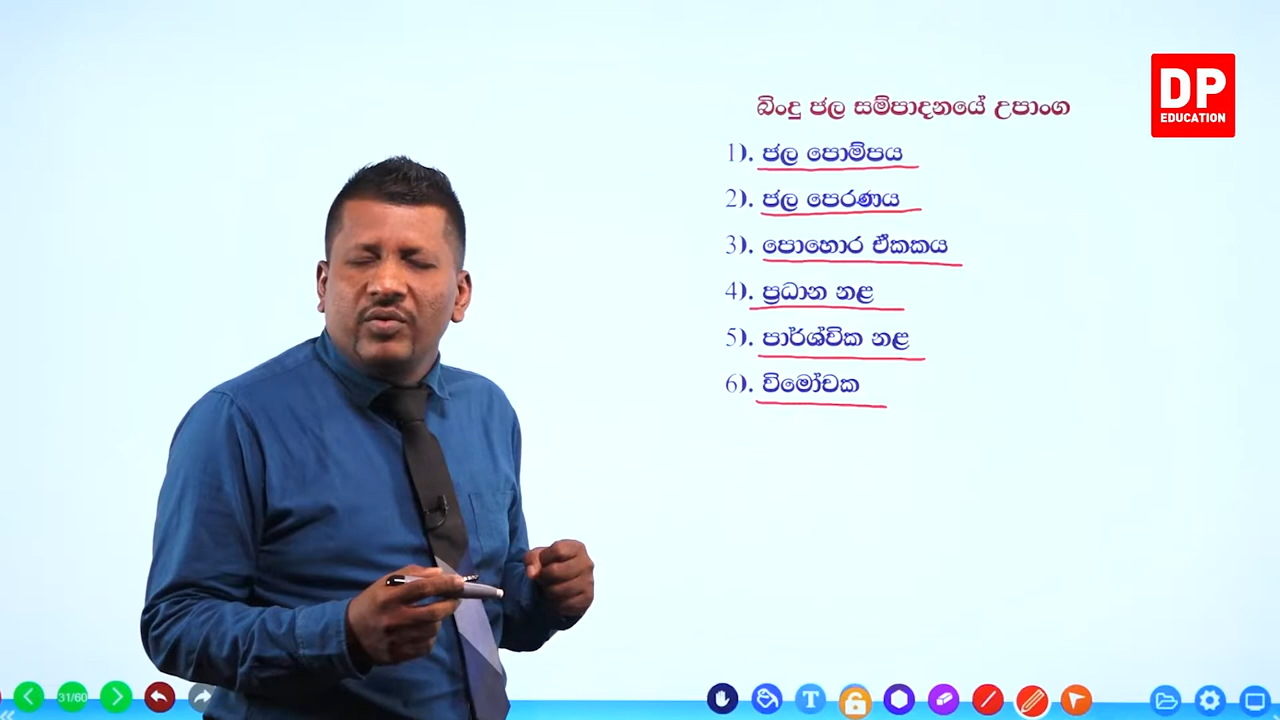 DP
EDUCATION
බිංදු ජල සම්පාදනයේ උපාංග
1). ජල පොම්පය
2). ජල පෙරණය
3). පොහොර ඒකකය
4). ප්‍රධාන නළ
5). පාර්ශ්වික නළ
6). විමෝචක
31/60
T